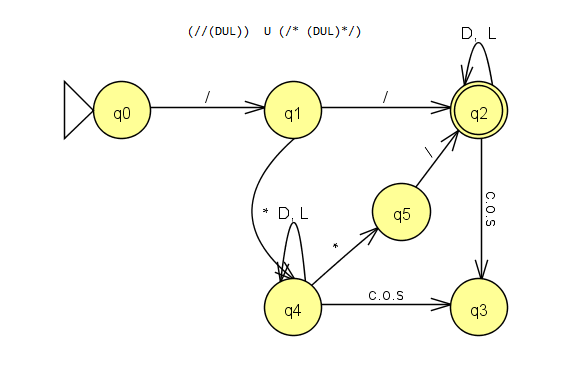 (//(DUL))  U (/* (DUL)*/)
D, L
q0
/
q1
/
q2
/
c.o.s
* D, L
q5
*
q4
c.o.s
q3